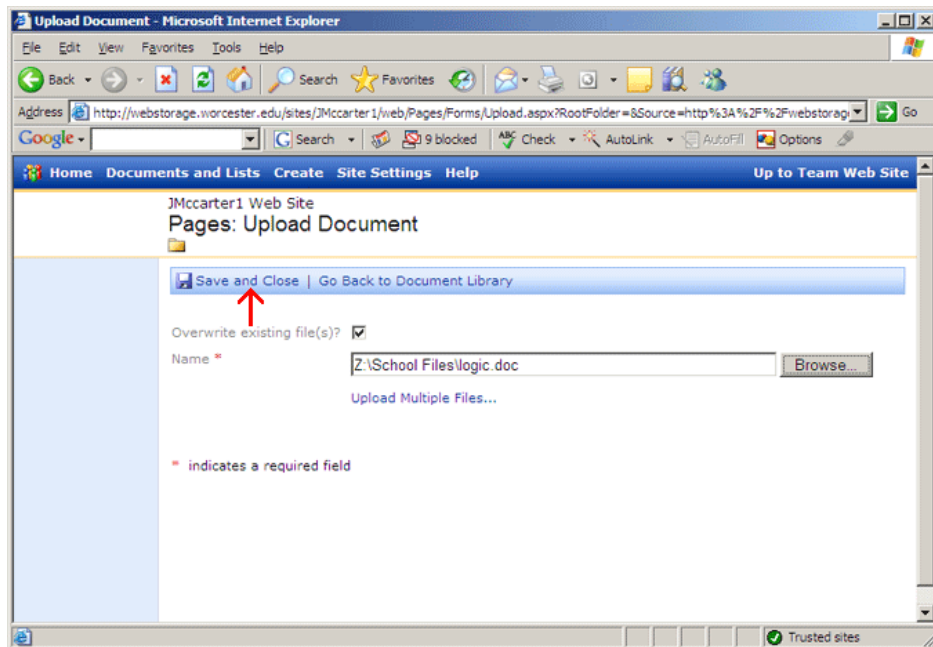 Upload Document - Microsoft Internet Explorer
File Edit View Favorites Tools Help
Back Search Favorites
Address http://webstorage.worcester.edu/sites/JMccarter1/web/Pages/Forms/Upload.aspx?RootFolder=&Source=http%3A%2F%2Fwebstorag Go
Google Search 9 blocked ABC Check AutoLink AutoFill Options
Home Documents and Lists Create Site Settings Help Up to Team Web Site
JMccarter1 Web Site
Pages: Upload Document
Save and Close | Go Back to Document Library
Overwrite existing file(s)?
Name * Z:\School Files\logic.doc Browse...
Upload Multiple Files...
* indicates a required field
Trusted sites